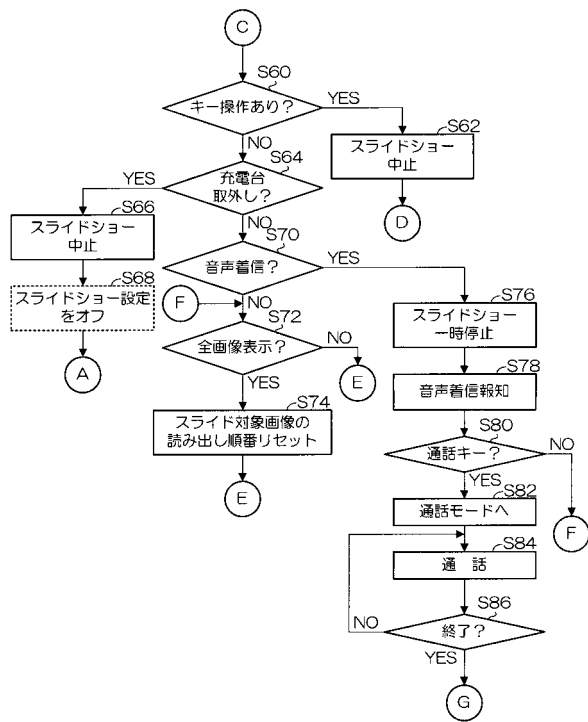 C
S60
キー操作あり?
YES
NO
S62
スライドショー
中止
D
S64
充電台
取外し?
YES
NO
S66
スライドショー
中止
S68
スライドショー設定
をオフ
A
S70
音声着信?
YES
NO
F
S72
全画像表示?
NO
E
YES
S74
スライド対象画像の
読み出し順番リセット
E
S76
スライドショー
一時停止
S78
音声着信報知
S80
通話キー?
NO
F
YES
S82
通話モードへ
S84
通 話
S86
終了?
NO
YES
G